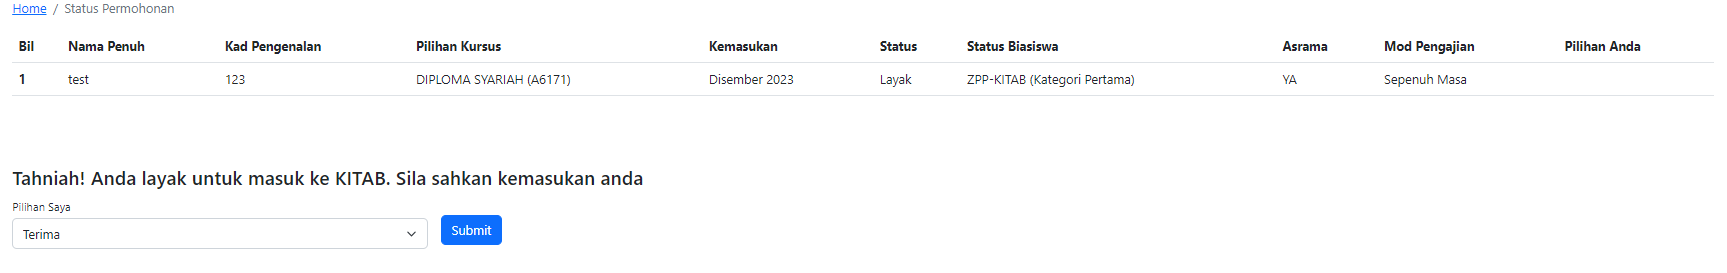 Home / Status Permohonan
Bil Nama Penuh Kad Pengenalan Pilihan Kursus Kemasukan Status Status Biasiswa Asrama Mod Pengajian Pilihan Anda
1 test 123 DIPLOMA SYARIAH (A6171) Disember 2023 Layak ZPP-KITAB (Kategori Pertama) YA Sepenuh Masa
Tahniah! Anda layak untuk masuk ke KITAB. Sila sahkan kemasukan anda
Pilihan Saya
Terima Submit